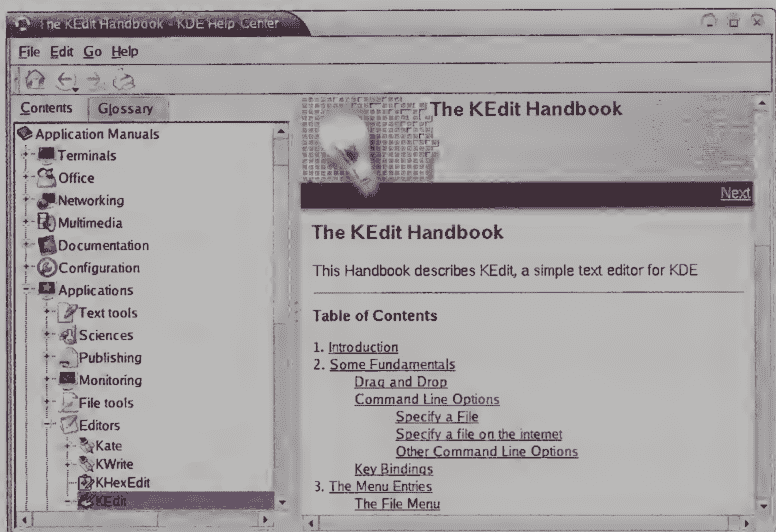 The KEdit Handbook - KDE Help Center
File Edit Go Help
Contents Glossary
Application Manuals
Terminals
Office
Networking
Multimedia
Documentation
Configuration
Applications
Text tools
Sciences
Publishing
Monitoring
File tools
Editors
Kate
KWrite
KHexEdit
KEdit
The KEdit Handbook
Next
The KEdit Handbook
This Handbook describes KEdit, a simple text editor for KDE
Table of Contents
1. Introduction
2. Some Fundamentals
Drag and Drop
Command Line Options
Specify a File
Specify a file on the internet
Other Command Line Options
Key Bindings
3. The Menu Entries
The File Menu